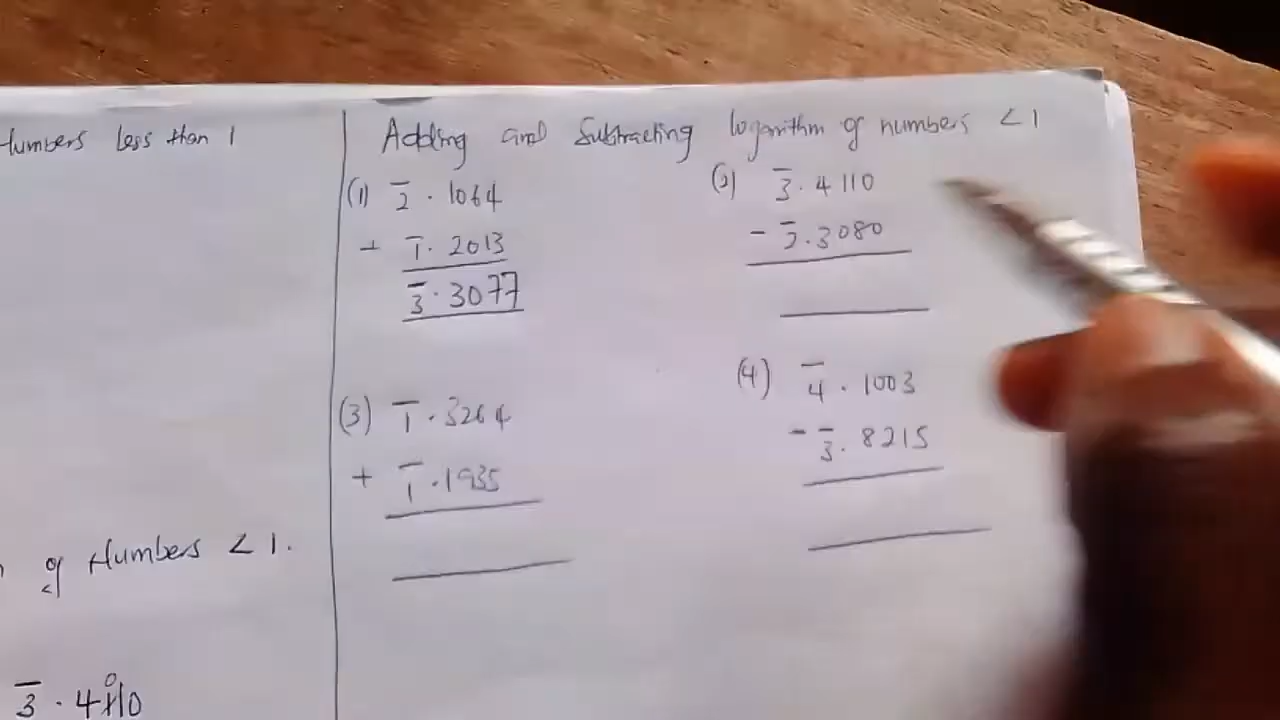 Numbers less than 1
of Numbers < 1.
3̅ . 4110
Adding and Subtracting logarithm of numbers < 1
(1) 2̅ . 1064
+ 1̅ . 2013
3̅ . 3077
(2) 3̅ . 4110
- 2̅ . 3080
(3) 1̅ . 3264
+ 1̅ . 1935
(4) 4̅ . 1003
- 3̅ . 8215